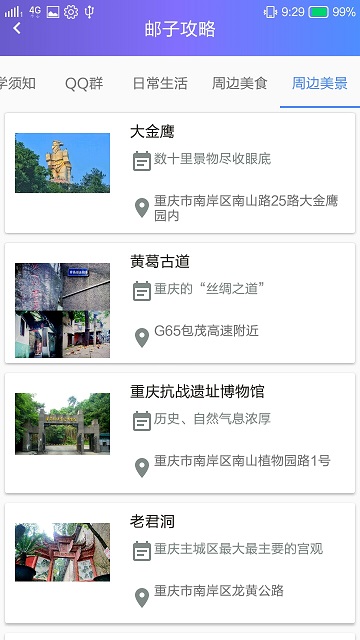 4G
9:29
99%
邮子攻略
学须知
QQ群
日常生活
周边美食
周边美景
大金鹰
数十里景物尽收眼底
重庆市南岸区南山路25路大金鹰
园内
黄葛古道
重庆的“丝绸之道”
G65包茂高速附近
重庆抗战遗址博物馆
历史、自然气息浓厚
重庆市南岸区南山植物园路1号
老君洞
重庆主城区最大最主要的宫观
重庆市南岸区龙黄公路